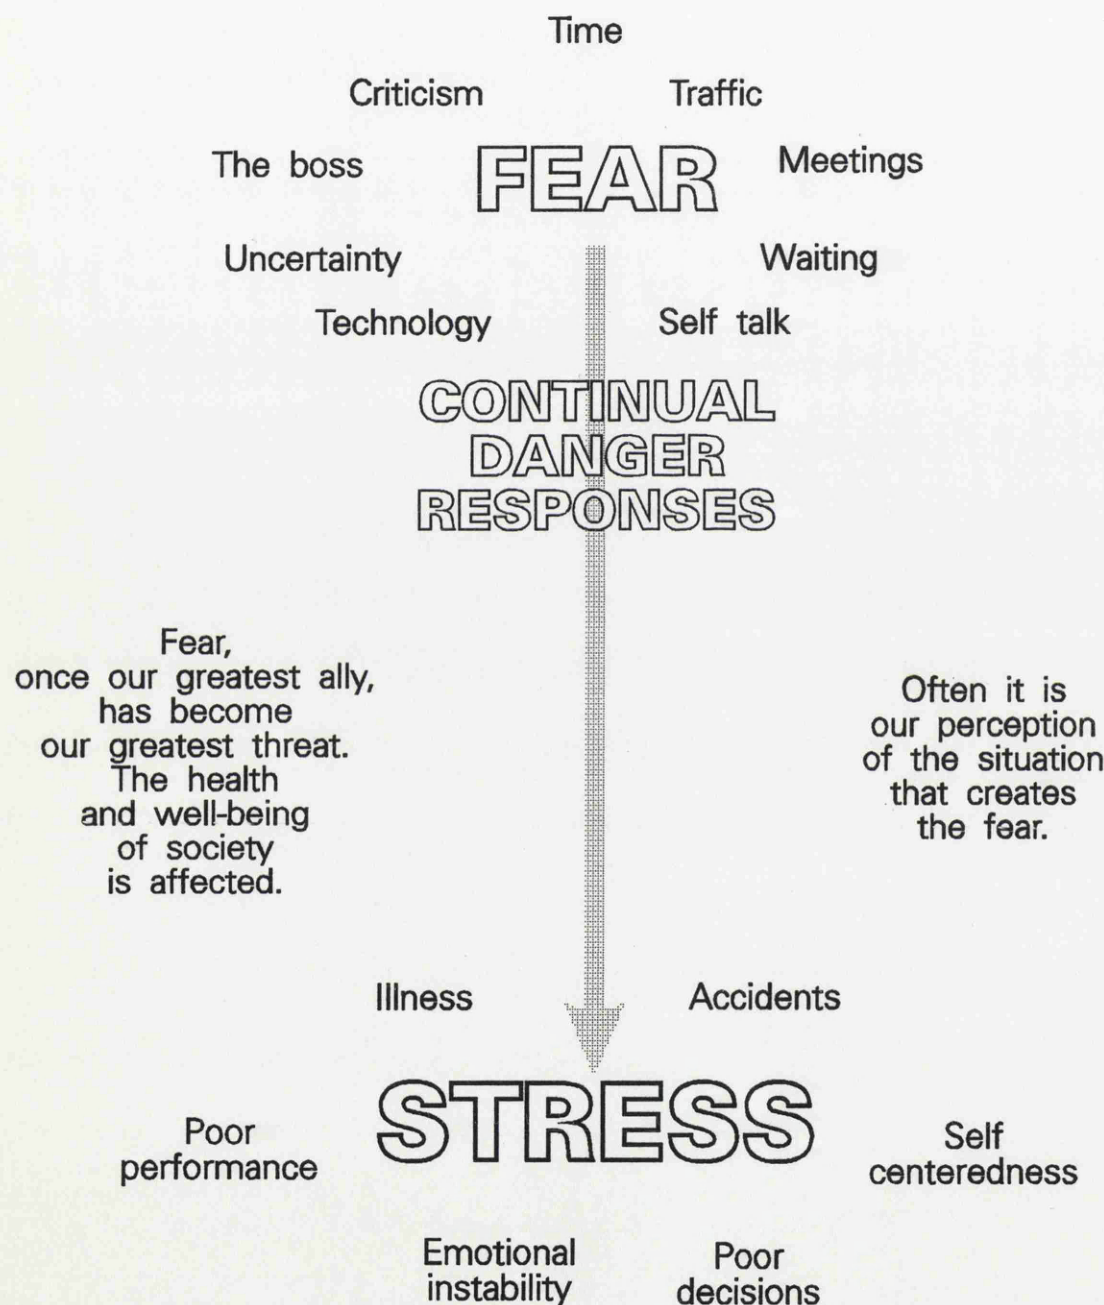 Time
Criticism
Traffic
The boss
FEAR
Meetings
Uncertainty
Waiting
Technology
Self talk
CONTINUAL
DANGER
RESPONSES
Fear,
once our greatest ally,
has become
our greatest threat.
The health
and well-being
of society
is affected.
Often it is
our perception
of the situation
that creates
the fear.
Illness
Accidents
STRESS
Poor
performance
Self
centeredness
Emotional
instability
Poor
decisions